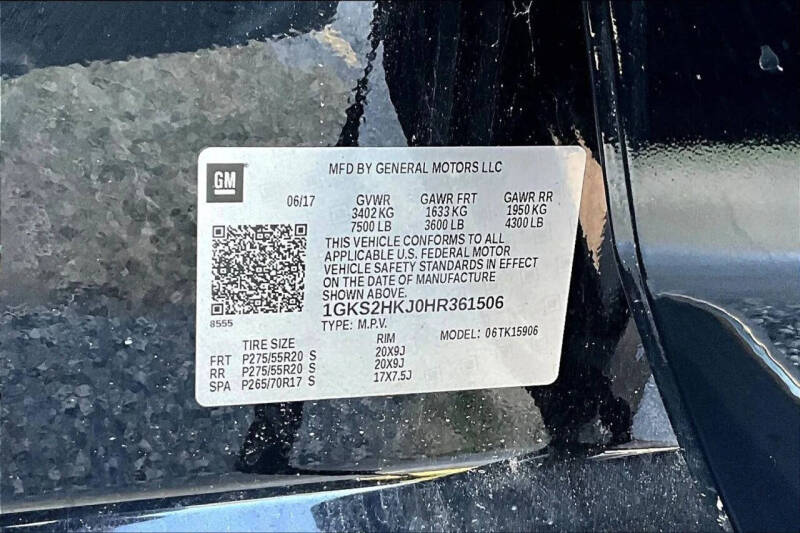 GM
MFD BY GENERAL MOTORS LLC
06/17 GVWR GAWR FRT GAWR RR
3402 KG 1633 KG 1950 KG
7500 LB 3600 LB 4300 LB
THIS VEHICLE CONFORMS TO ALL
APPLICABLE U.S. FEDERAL MOTOR
VEHICLE SAFETY STANDARDS IN EFFECT
ON THE DATE OF MANUFACTURE
SHOWN ABOVE.
1GKS2HKJ0HR361506
8555
TYPE: M.P.V. MODEL: 06TK15906
TIRE SIZE RIM
FRT P275/55R20 S 20X9J
RR P275/55R20 S 20X9J
SPA P265/70R17 S 17X7.5J